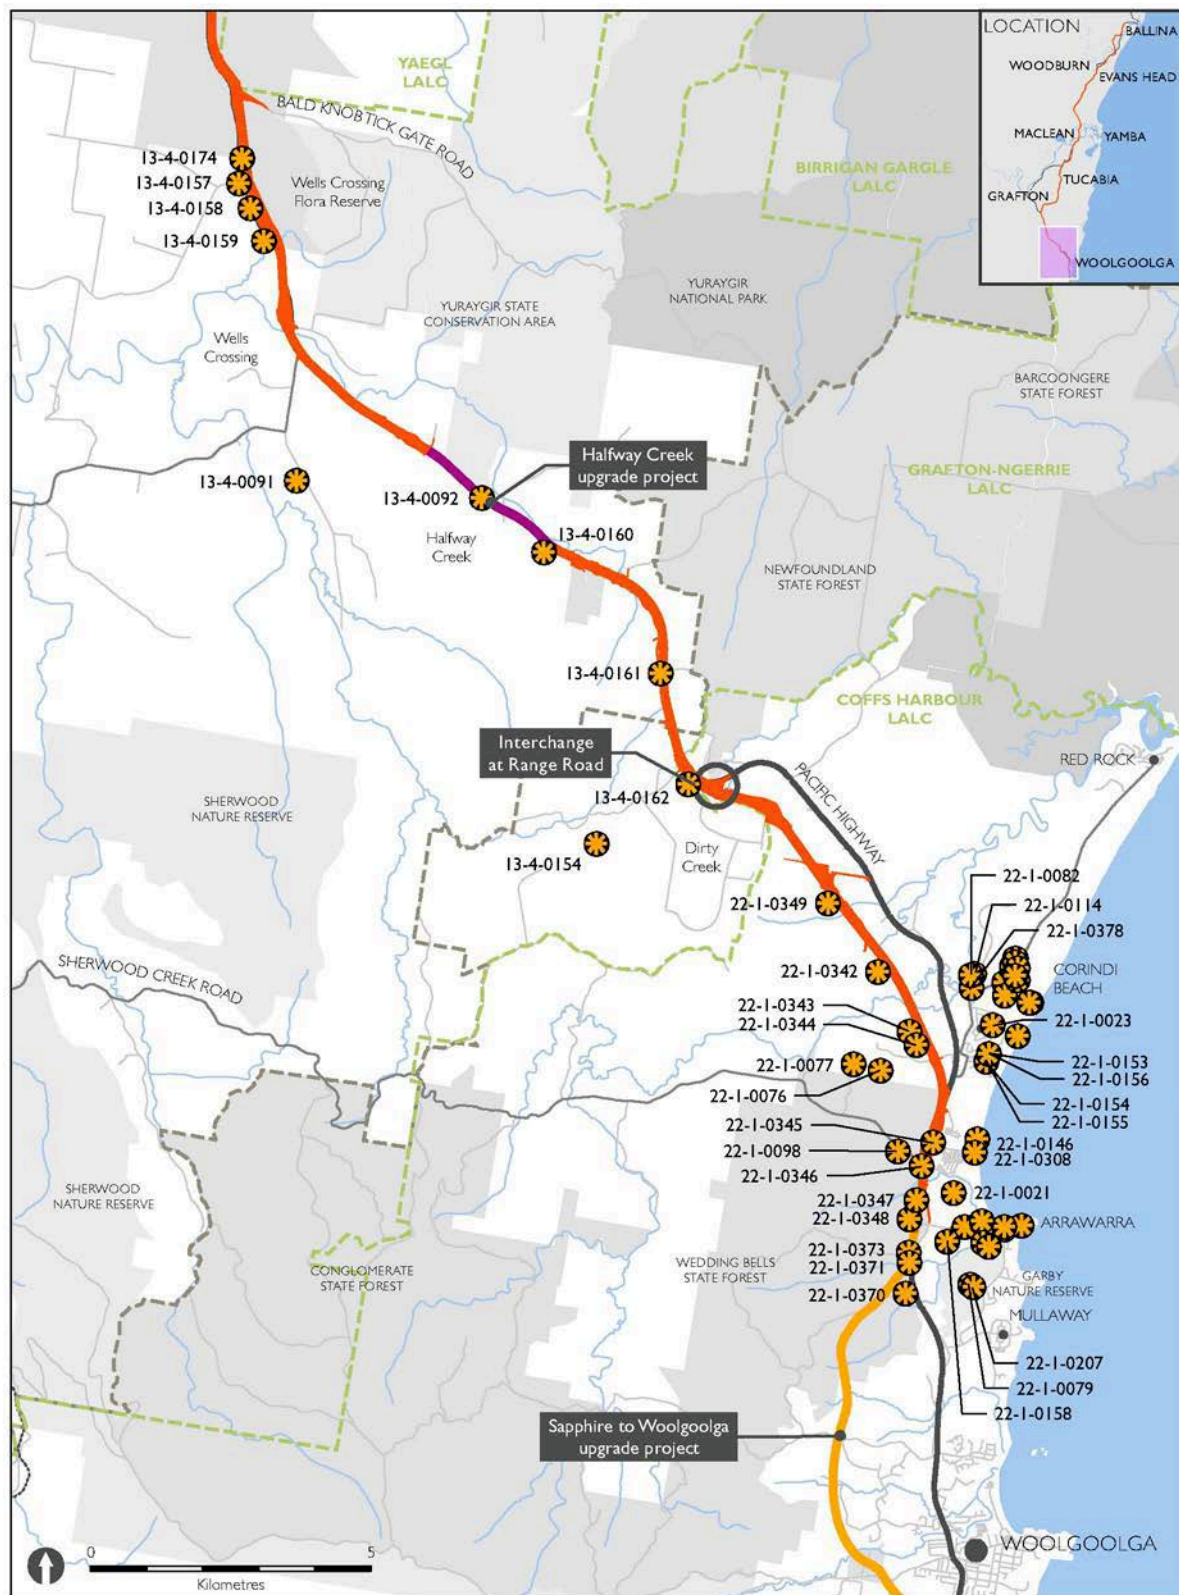 LOCATION
BALLINA
WOODBURN
EVANS HEAD
MACLEAN
YAMBA
TUCABIA
GRAFTON
WOOLGOOLGA
YAEGL
LALC
BALD KNOB TICK GATE ROAD
13-4-0174
13-4-0157
13-4-0158
13-4-0159
Wells Crossing
Flora Reserve
BIRRIGAN GARGLE
LALC
YURAYGIR
NATIONAL PARK
YURAYGIR STATE
CONSERVATION AREA
Wells
Crossing
BARCOONGERE
STATE FOREST
13-4-0091
13-4-0092
Halfway Creek
upgrade project
GRAFTON-NGERRIE
LALC
13-4-0160
Halfway
Creek
NEWFOUNDLAND
STATE FOREST
13-4-0161
COFFS HARBOUR
LALC
Interchange
at Range Road
13-4-0162
PACIFIC HIGHWAY
RED ROCK
SHERWOOD
NATURE RESERVE
13-4-0154
Dirty
Creek
22-1-0082
22-1-0349
22-1-0114
22-1-0378
SHERWOOD CREEK ROAD
22-1-0342
CORINDI
BEACH
22-1-0343
22-1-0344
22-1-0023
22-1-0077
22-1-0153
22-1-0156
22-1-0076
22-1-0154
22-1-0155
22-1-0345
22-1-0098
22-1-0346
22-1-0146
22-1-0308
SHERWOOD
NATURE RESERVE
22-1-0347
22-1-0348
22-1-0021
ARRAWARRA
22-1-0373
22-1-0371
22-1-0370
WEDDING BELLS
STATE FOREST
CONGLOMERATE
STATE FOREST
GARBY
NATURE RESERVE
MULLAWAY
22-1-0207
22-1-0079
22-1-0158
Sapphire to Woolgoolga
upgrade project
WOOLGOOLGA
0
5
Kilometres